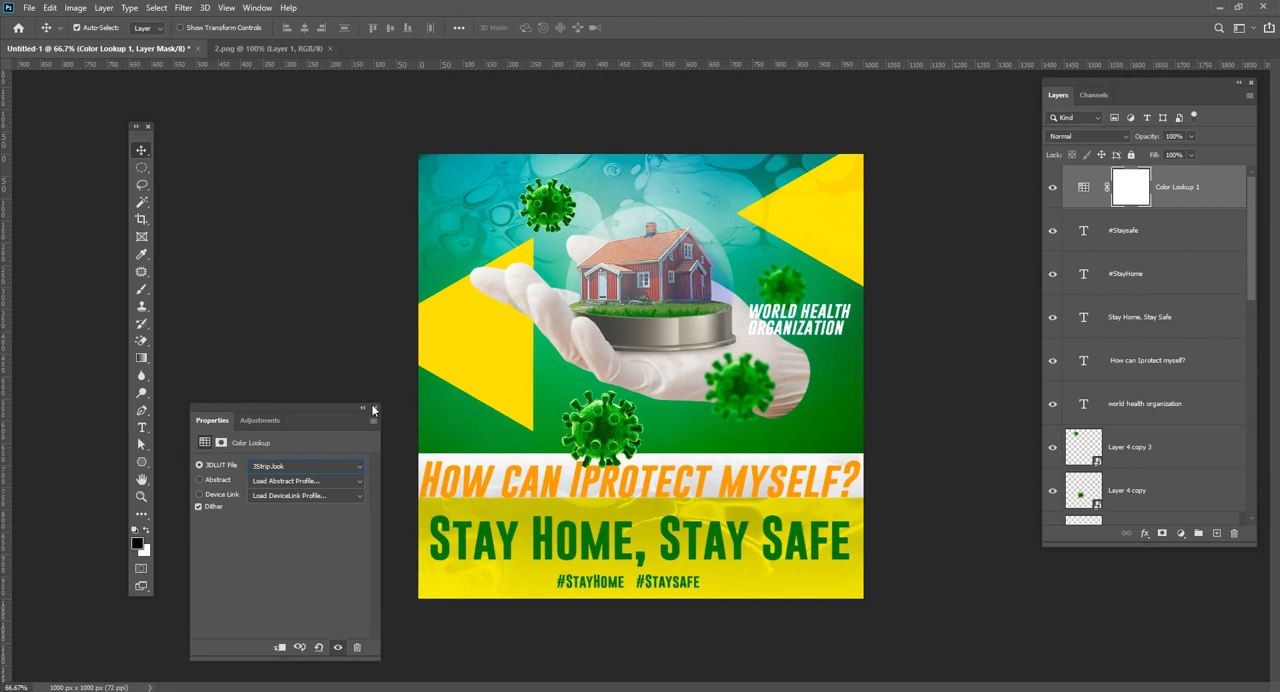 Ps File Edit Image Layer Type Select Filter 3D View Window Help
Auto-Select: Layer Show Transform Controls 3D Mode:
Untitled-1 @ 66.7% (Color Lookup 1, Layer Mask/8) * 2.png @ 100% (Layer 1, RGB/8)
Layers Channels
Kind
Normal Opacity: 100%
Lock: Fill: 100%
Color Lookup 1
#Staysafe
#StayHome
Stay Home, Stay Safe
How can Iprotect myself?
world health organization
Layer 4 copy 3
Layer 4 copy
WORLD HEALTH
ORGANIZATION
HOW CAN IPROTECT MYSELF?
STAY HOME, STAY SAFE
#STAYHOME #STAYSAFE
Properties Adjustments
Color Lookup
3DLUT File 3Strip.look
Abstract Load Abstract Profile...
Device Link Load DeviceLink Profile...
Dither
66.67% 1000 px x 1000 px (72 ppi)